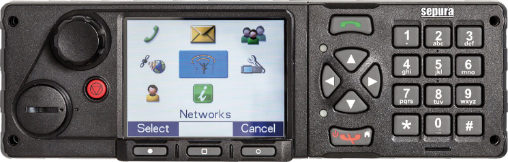 sepura
1
2 abc
3 def
4 ghi
5 jkl
6 mno
7 pqrs
8 tuv
9 wxyz
* 0 #
i
Networks
Select Cancel